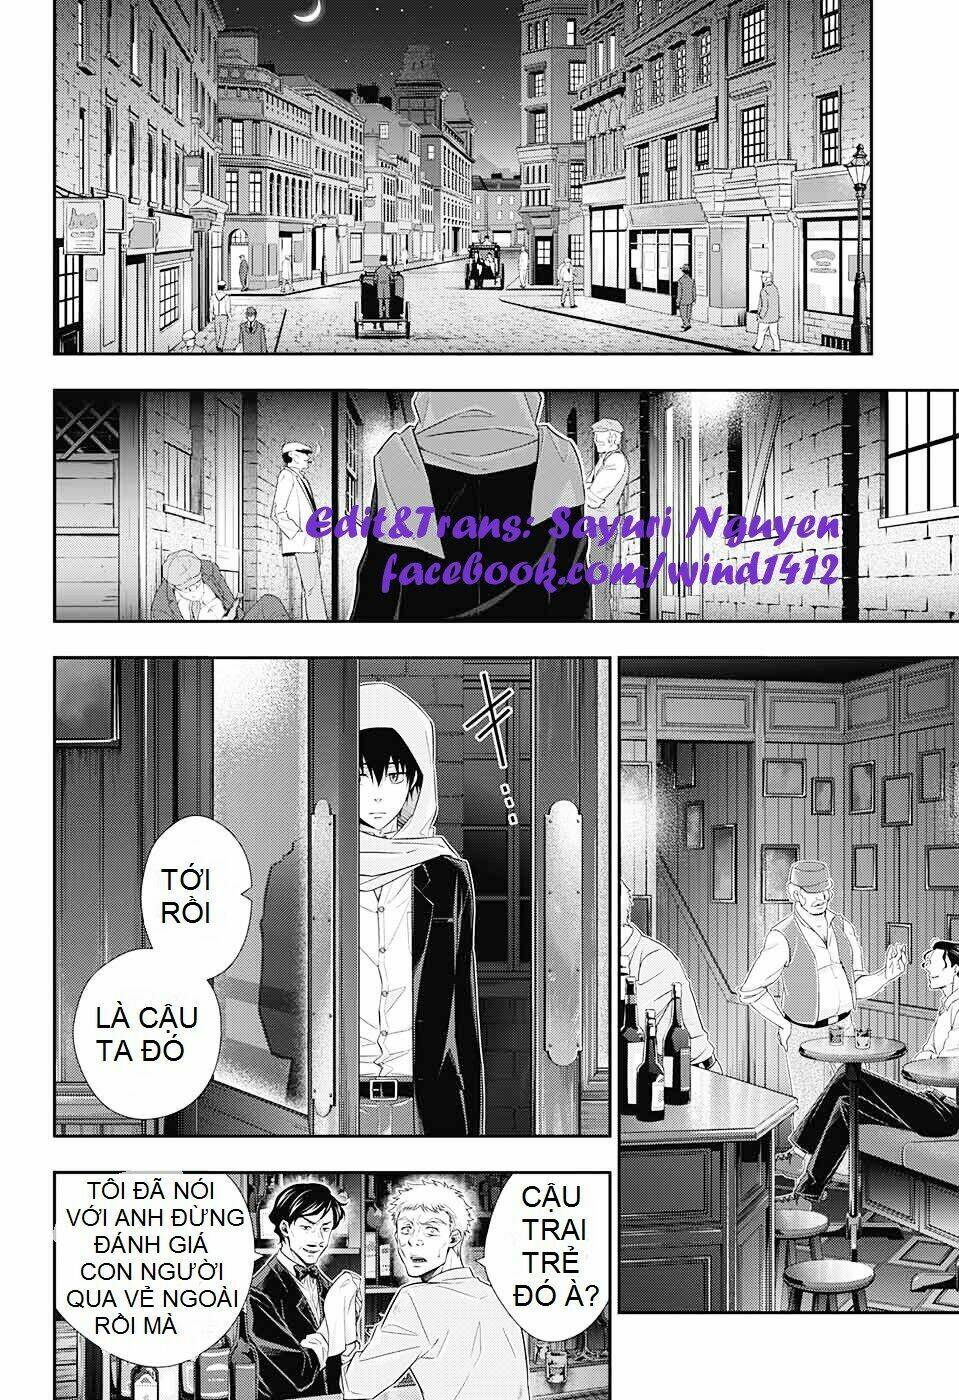 Edit&Trans: Sayuri Nguyen
facebook.com/wind1412
TỚI
RỒI
LÀ CẬU
TA ĐÓ
CẬU
TRAI
TRẺ
ĐÓ À?
TÔI ĐÃ NÓI
VỚI ANH ĐỪNG
ĐÁNH GIÁ
CON NGƯỜI
QUA VẺ NGOÀI
RỒI MÀ